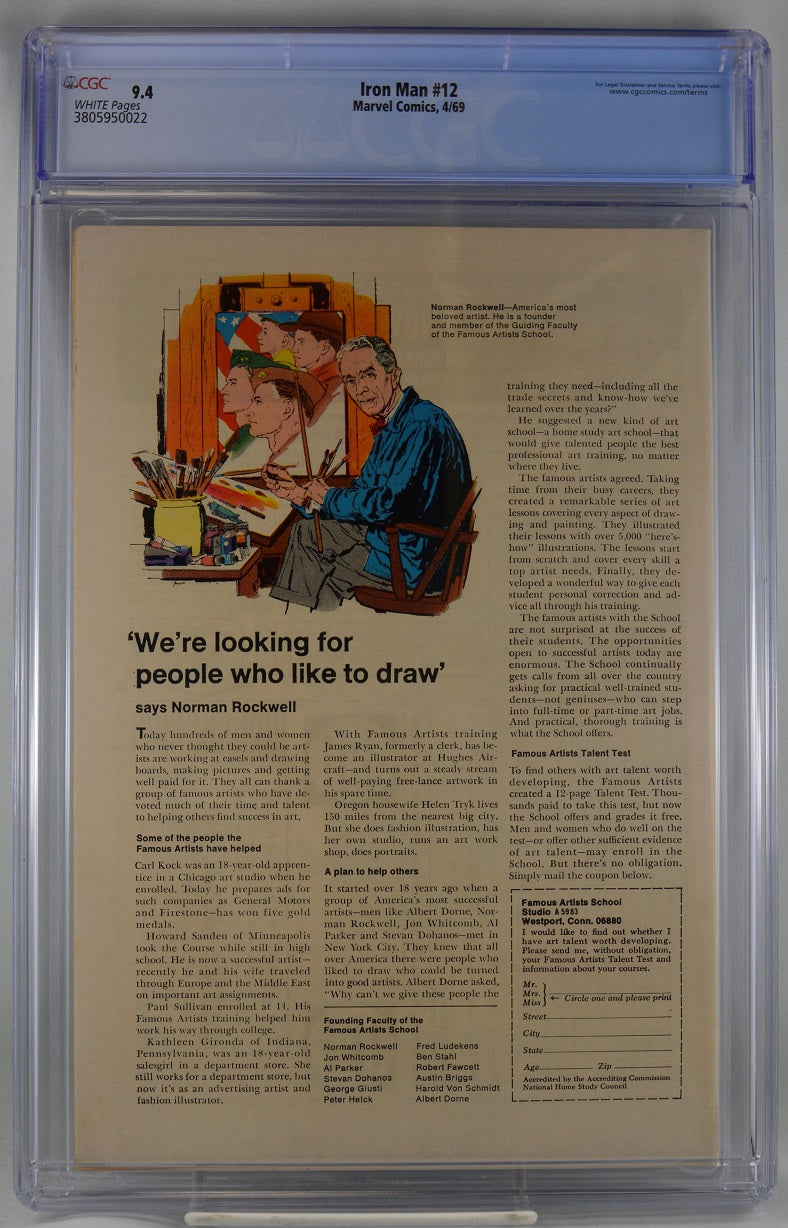 CGC
9.4
WHITE Pages
3805950022
Iron Man #12
Marvel Comics, 4/69
For Legal Disclaimer and Service Terms please visit:
www.cgccomics.com/terms
Norman Rockwell—America's most
beloved artist. He is a founder
and member of the Guiding Faculty
of the Famous Artists School.
'We're looking for
people who like to draw'
says Norman Rockwell
Today hundreds of men and women
who never thought they could be art-
ists are working at easels and drawing
boards, making pictures and getting
well paid for it. They all can thank a
group of famous artists who have de-
voted much of their time and talent
to helping others find success in art.
Some of the people the
Famous Artists have helped
Carl Kock was an 18-year-old appren-
tice in a Chicago art studio when he
enrolled. Today he prepares ads for
such companies as General Motors
and Firestone—has won five gold
medals.
Howard Sanden of Minneapolis
took the Course while still in high
school. He is now a successful artist—
recently he and his wife traveled
through Europe and the Middle East
on important art assignments.
Paul Sullivan enrolled at 14. His
Famous Artists training helped him
work his way through college.
Kathleen Gironda of Indiana,
Pennsylvania, was an 18-year-old
salesgirl in a department store. She
still works for a department store, but
now it's as an advertising artist and
fashion illustrator.
With Famous Artists training
James Ryan, formerly a clerk, has be-
come an illustrator at Hughes Air-
craft—and turns out a steady stream
of well-paying free-lance artwork in
his spare time.
Oregon housewife Helen Tryk lives
150 miles from the nearest big city.
But she does fashion illustration, has
her own studio, runs an art work
shop, does portraits.
A plan to help others
It started over 18 years ago when a
group of America's most successful
artists—men like Albert Dorne, Nor-
man Rockwell, Jon Whitcomb, Al
Parker and Stevan Dohanos—met in
New York City. They knew that all
over America there were people who
liked to draw who could be turned
into good artists. Albert Dorne asked,
"Why can't we give these people the
Founding Faculty of the
Famous Artists School
Norman Rockwell
Jon Whitcomb
Al Parker
Stevan Dohanos
George Giusti
Peter Helck
Fred Ludekens
Ben Stahl
Robert Fawcett
Austin Briggs
Harold Von Schmidt
Albert Dorne
training they need—including all the
trade secrets and know-how we've
learned over the years?"
He suggested a new kind of art
school—a home study art school—that
would give talented people the best
professional art training, no matter
where they live.
The famous artists agreed. Taking
time from their busy careers, they
created a remarkable series of art
lessons covering every aspect of draw-
ing and painting. They illustrated
their lessons with over 5,000 "here's-
how" illustrations. The lessons start
from scratch and cover every skill a
top artist needs. Finally, they de-
veloped a wonderful way to give each
student personal correction and ad-
vice all through his training.
The famous artists with the School
are not surprised at the success of
their students. The opportunities
open to successful artists today are
enormous. The School continually
gets calls from all over the country
asking for practical well-trained stu-
dents—not geniuses—who can step
into full-time or part-time art jobs.
And practical, thorough training is
what the School offers.
Famous Artists Talent Test
To find others with art talent worth
developing, the Famous Artists
created a 12-page Talent Test. Thou-
sands paid to take this test, but now
the School offers and grades it free.
Men and women who do well on the
test—or offer other sufficient evidence
of art talent—may enroll in the
School. But there's no obligation.
Simply mail the coupon below.
Famous Artists School
Studio A5983
Westport, Conn. 06880
I would like to find out whether I
have art talent worth developing.
Please send me, without obligation,
your Famous Artists Talent Test and
information about your courses.
Mr.
Mrs.
Miss
← Circle one and please print
Street
City
State
Age Zip
Accredited by the Accrediting Commission
National Home Study Council